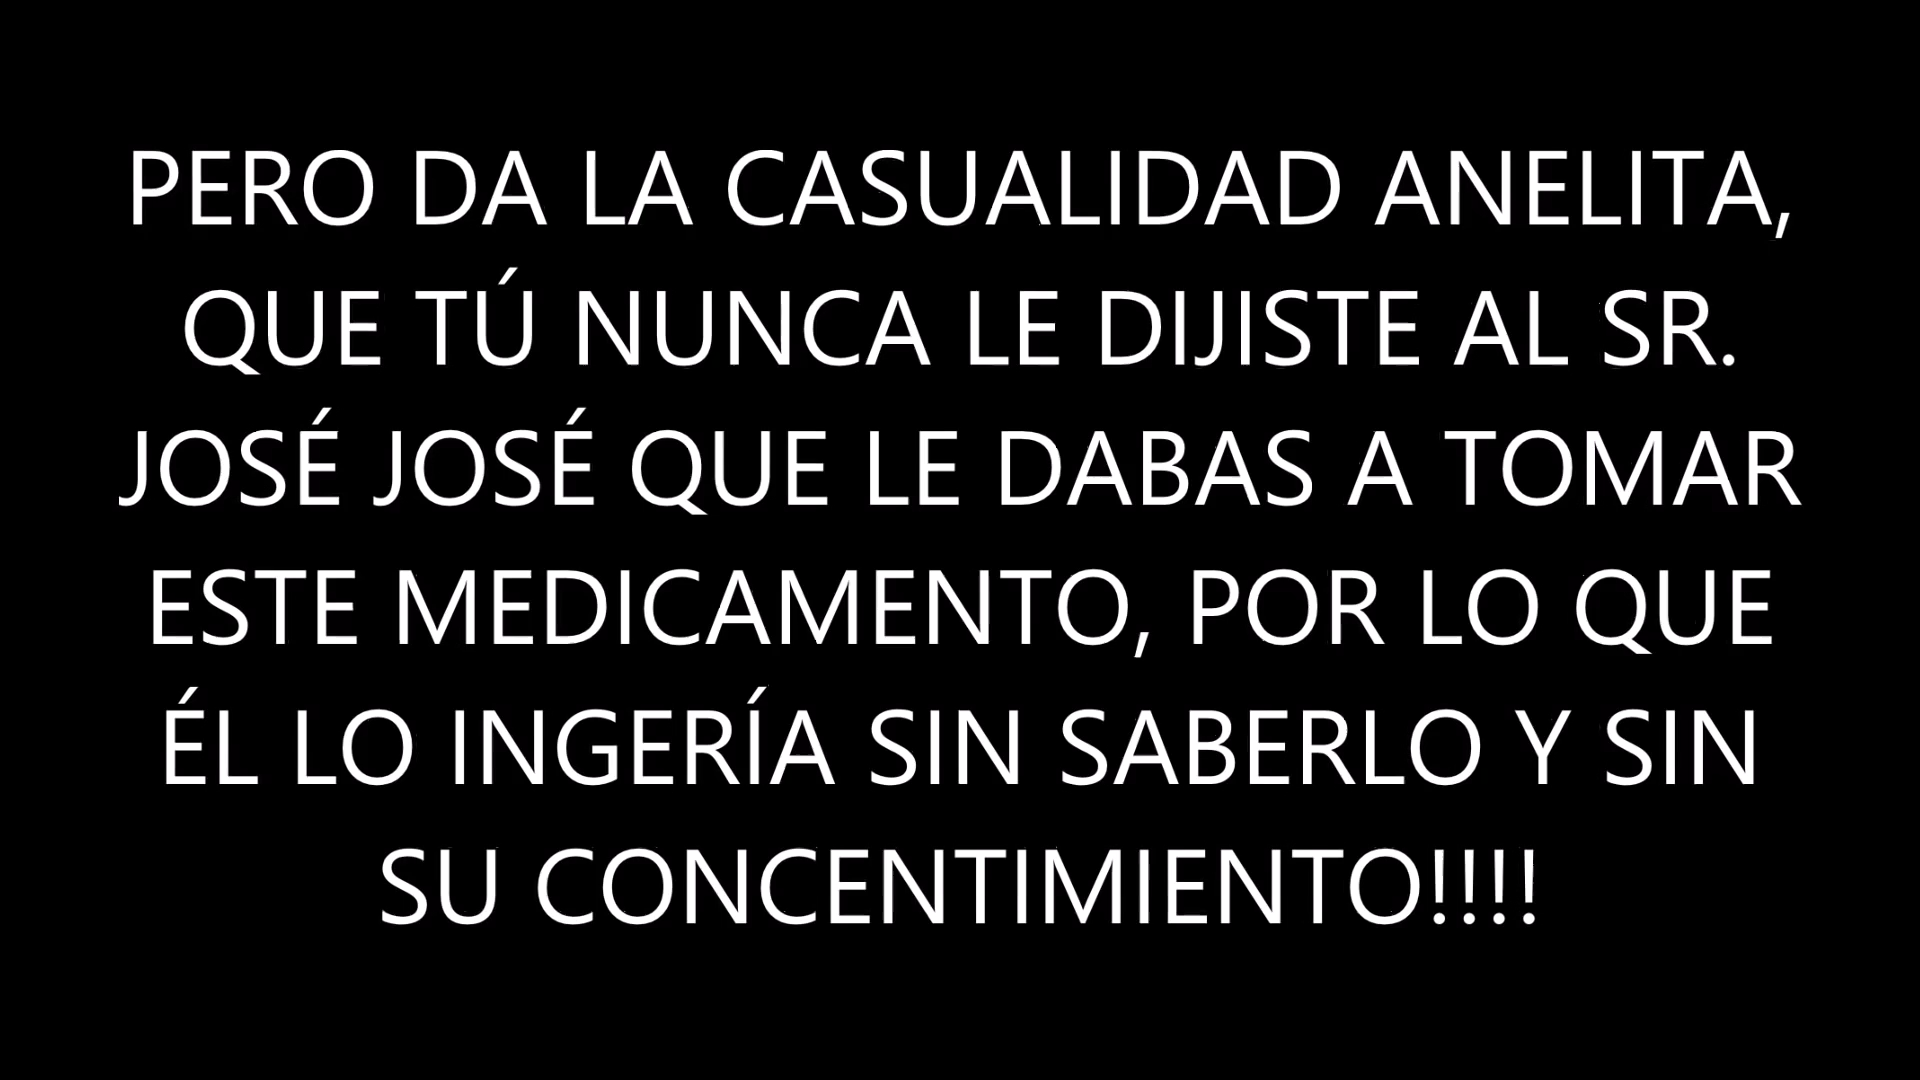 PERO DA LA CASUALIDAD ANELITA,
QUE TÚ NUNCA LE DIJISTE AL SR.
JOSÉ JOSÉ QUE LE DABAS A TOMAR
ESTE MEDICAMENTO, POR LO QUE
ÉL LO INGERÍA SIN SABERLO Y SIN
SU CONCENTIMIENTO!!!!